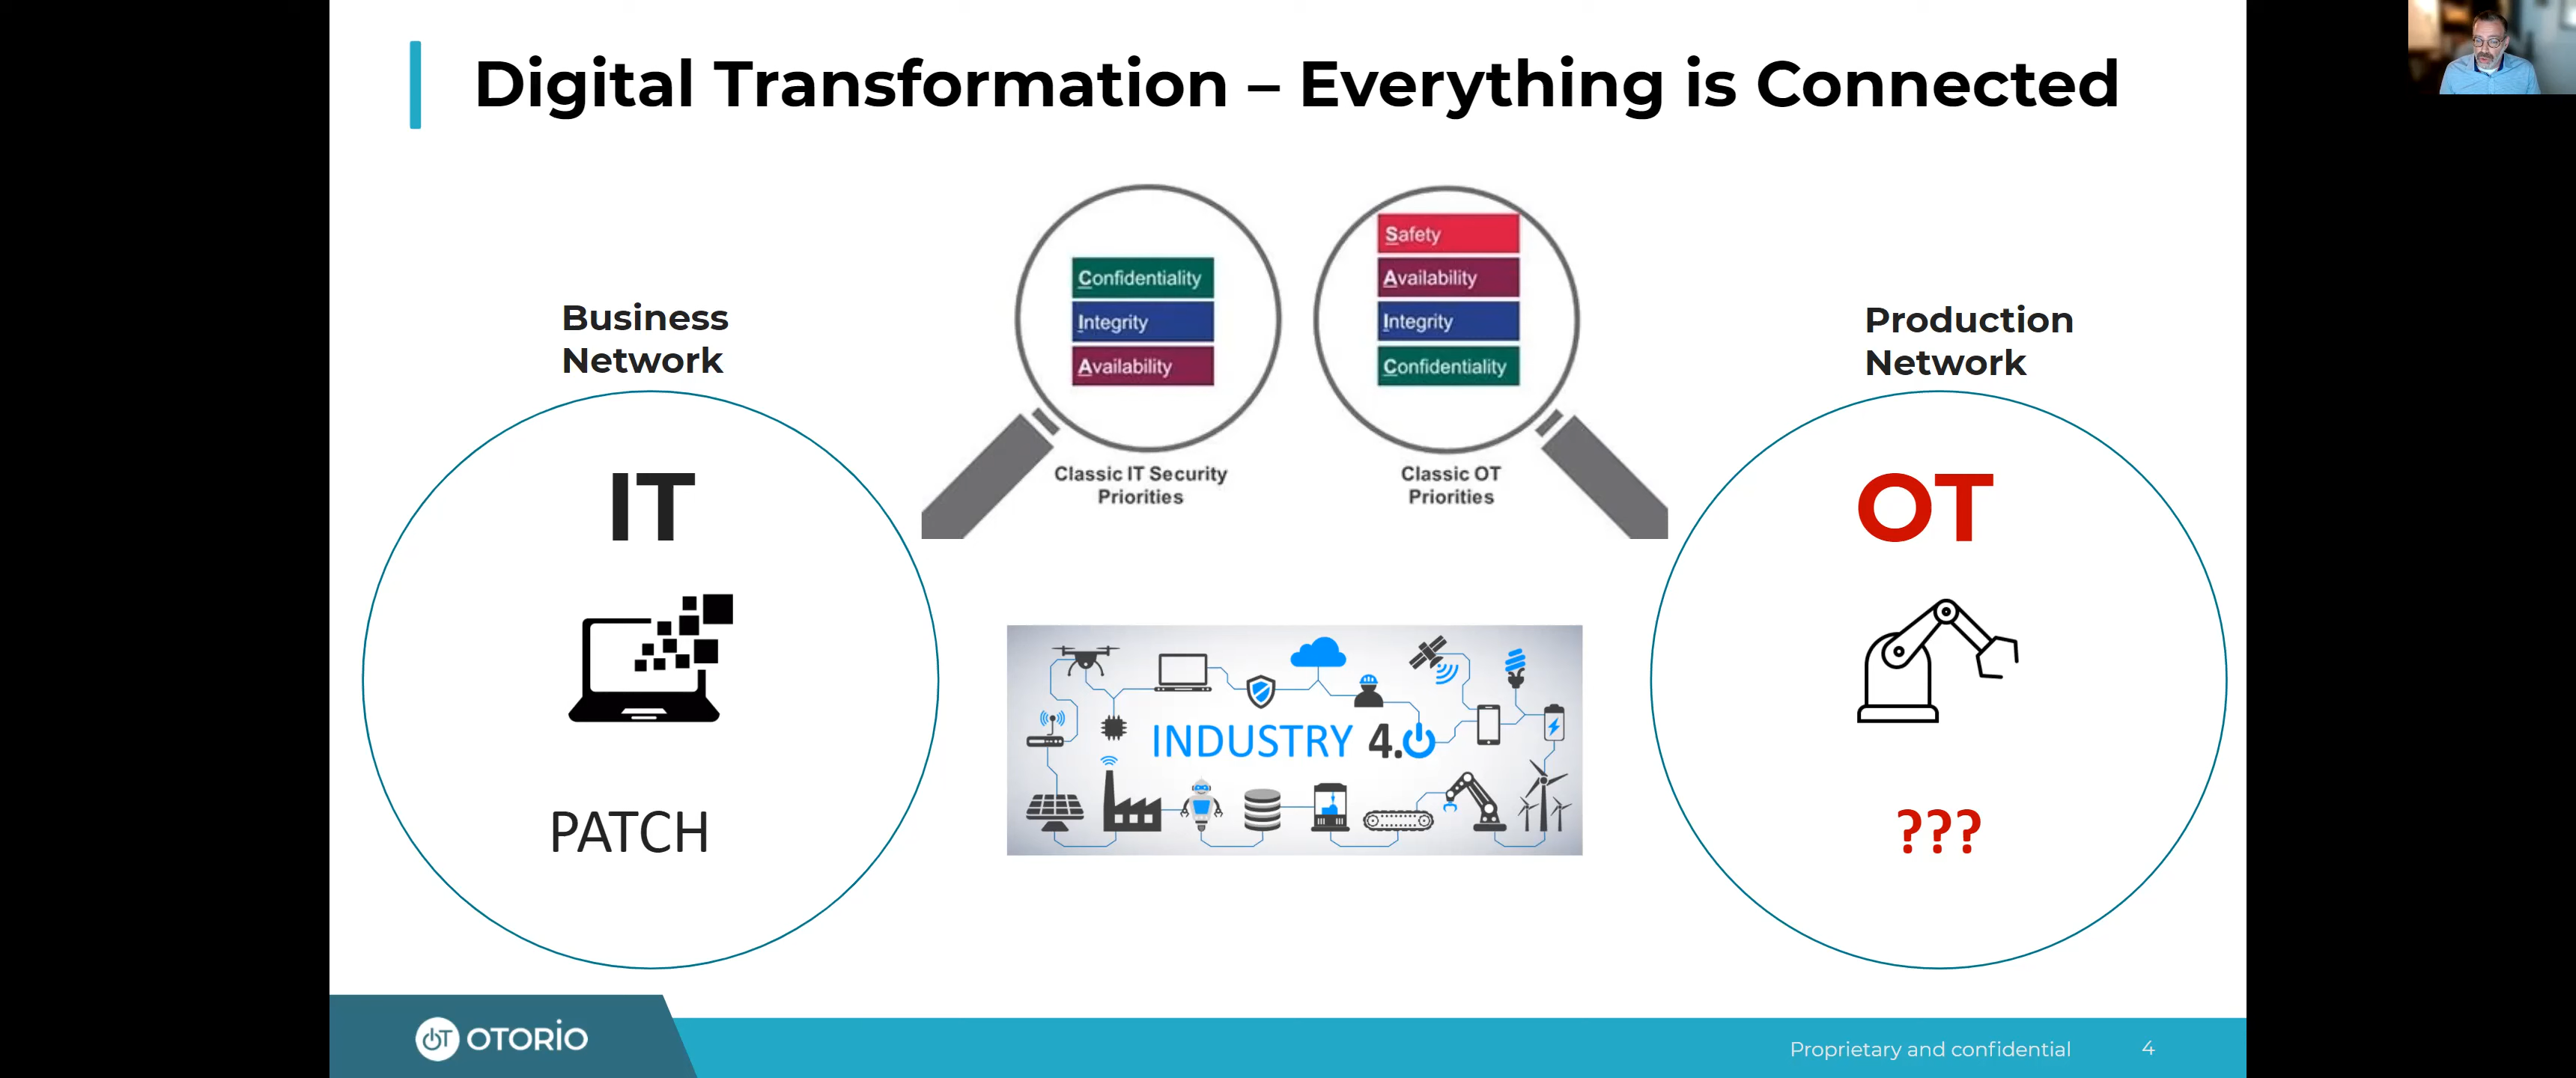 Digital Transformation – Everything is Connected
Business
Network
IT
PATCH
Confidentiality
Integrity
Availability
Classic IT Security
Priorities
Safety
Availability
Integrity
Confidentiality
Classic OT
Priorities
INDUSTRY 4.0
Production
Network
OT
???
OTORIO
Proprietary and confidential
4